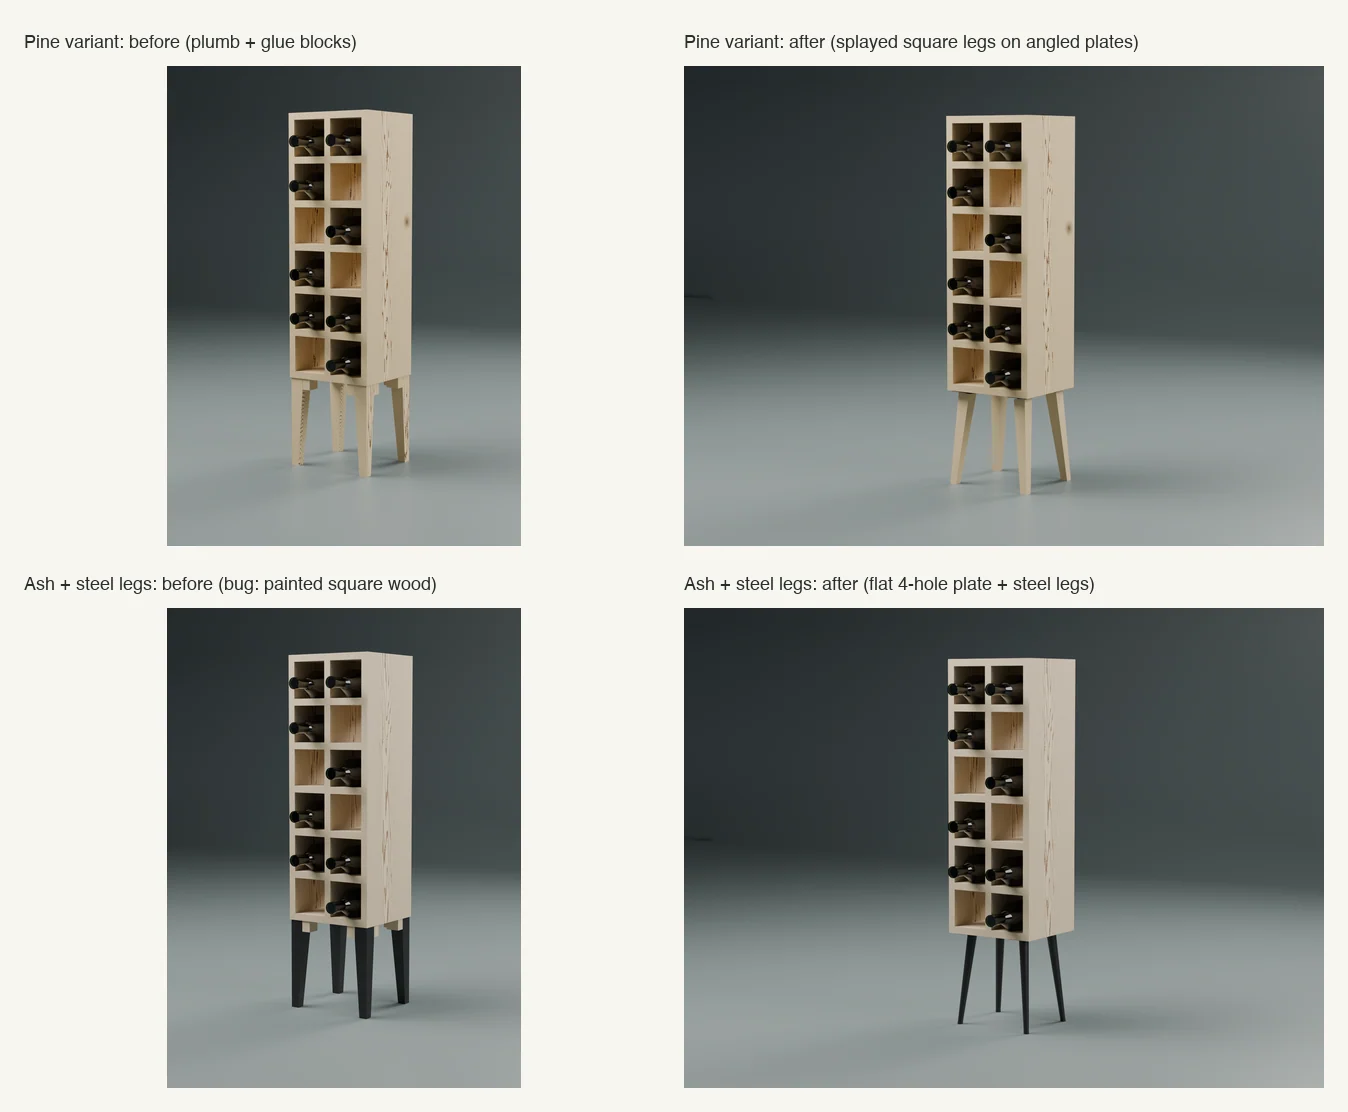 Pine variant: before (plumb + glue blocks)
Pine variant: after (splayed square legs on angled plates)
Ash + steel legs: before (bug: painted square wood)
Ash + steel legs: after (flat 4-hole plate + steel legs)